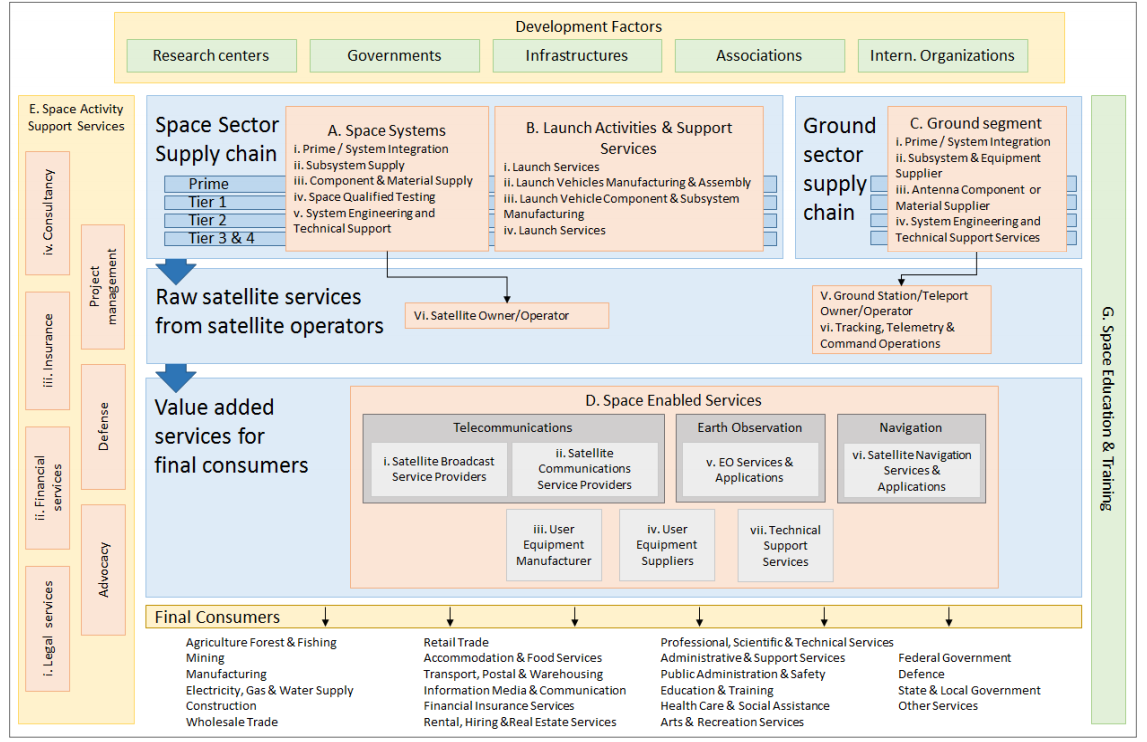 Development Factors
Research centers
Governments
Infrastructures
Associations
Intern. Organizations
E. Space Activity
Support Services
iv. Consultancy
iii. Insurance
ii. Financial
services
i. Legal services
Project
management
Defense
Advocacy
Space Sector
Supply chain
Prime
Tier 1
Tier 2
Tier 3 & 4
A. Space Systems
i. Prime / System Integration
ii. Subsystem Supply
iii. Component & Material Supply
iv. Space Qualified Testing
v. System Engineering and
Technical Support
B. Launch Activities & Support
Services
i. Launch Services
ii. Launch Vehicles Manufacturing & Assembly
iii. Launch Vehicle Component & Subsystem
Manufacturing
iv. Launch Services
Ground
sector
supply
chain
C. Ground segment
i. Prime / System Integration
ii. Subsystem & Equipment
Supplier
iii. Antenna Component or
Material Supplier
iv. System Engineering and
Technical Support Services
Raw satellite services
from satellite operators
Vi. Satellite Owner/Operator
V. Ground Station/Teleport
Owner/Operator
vi. Tracking, Telemetry &
Command Operations
Value added
services for
final consumers
D. Space Enabled Services
Telecommunications
i. Satellite Broadcast
Service Providers
ii. Satellite
Communications
Service Providers
Earth Observation
v. EO Services &
Applications
Navigation
vi. Satellite Navigation
Services &
Applications
iii. User
Equipment
Manufacturer
iv. User
Equipment
Suppliers
vii. Technical
Support
Services
G. Space Education & Training
Final Consumers
Agriculture Forest & Fishing
Mining
Manufacturing
Electricity, Gas & Water Supply
Construction
Wholesale Trade
Retail Trade
Accommodation & Food Services
Transport, Postal & Warehousing
Information Media & Communication
Financial Insurance Services
Rental, Hiring &Real Estate Services
Professional, Scientific & Technical Services
Administrative & Support Services
Public Administration & Safety
Education & Training
Health Care & Social Assistance
Arts & Recreation Services
Federal Government
Defence
State & Local Government
Other Services